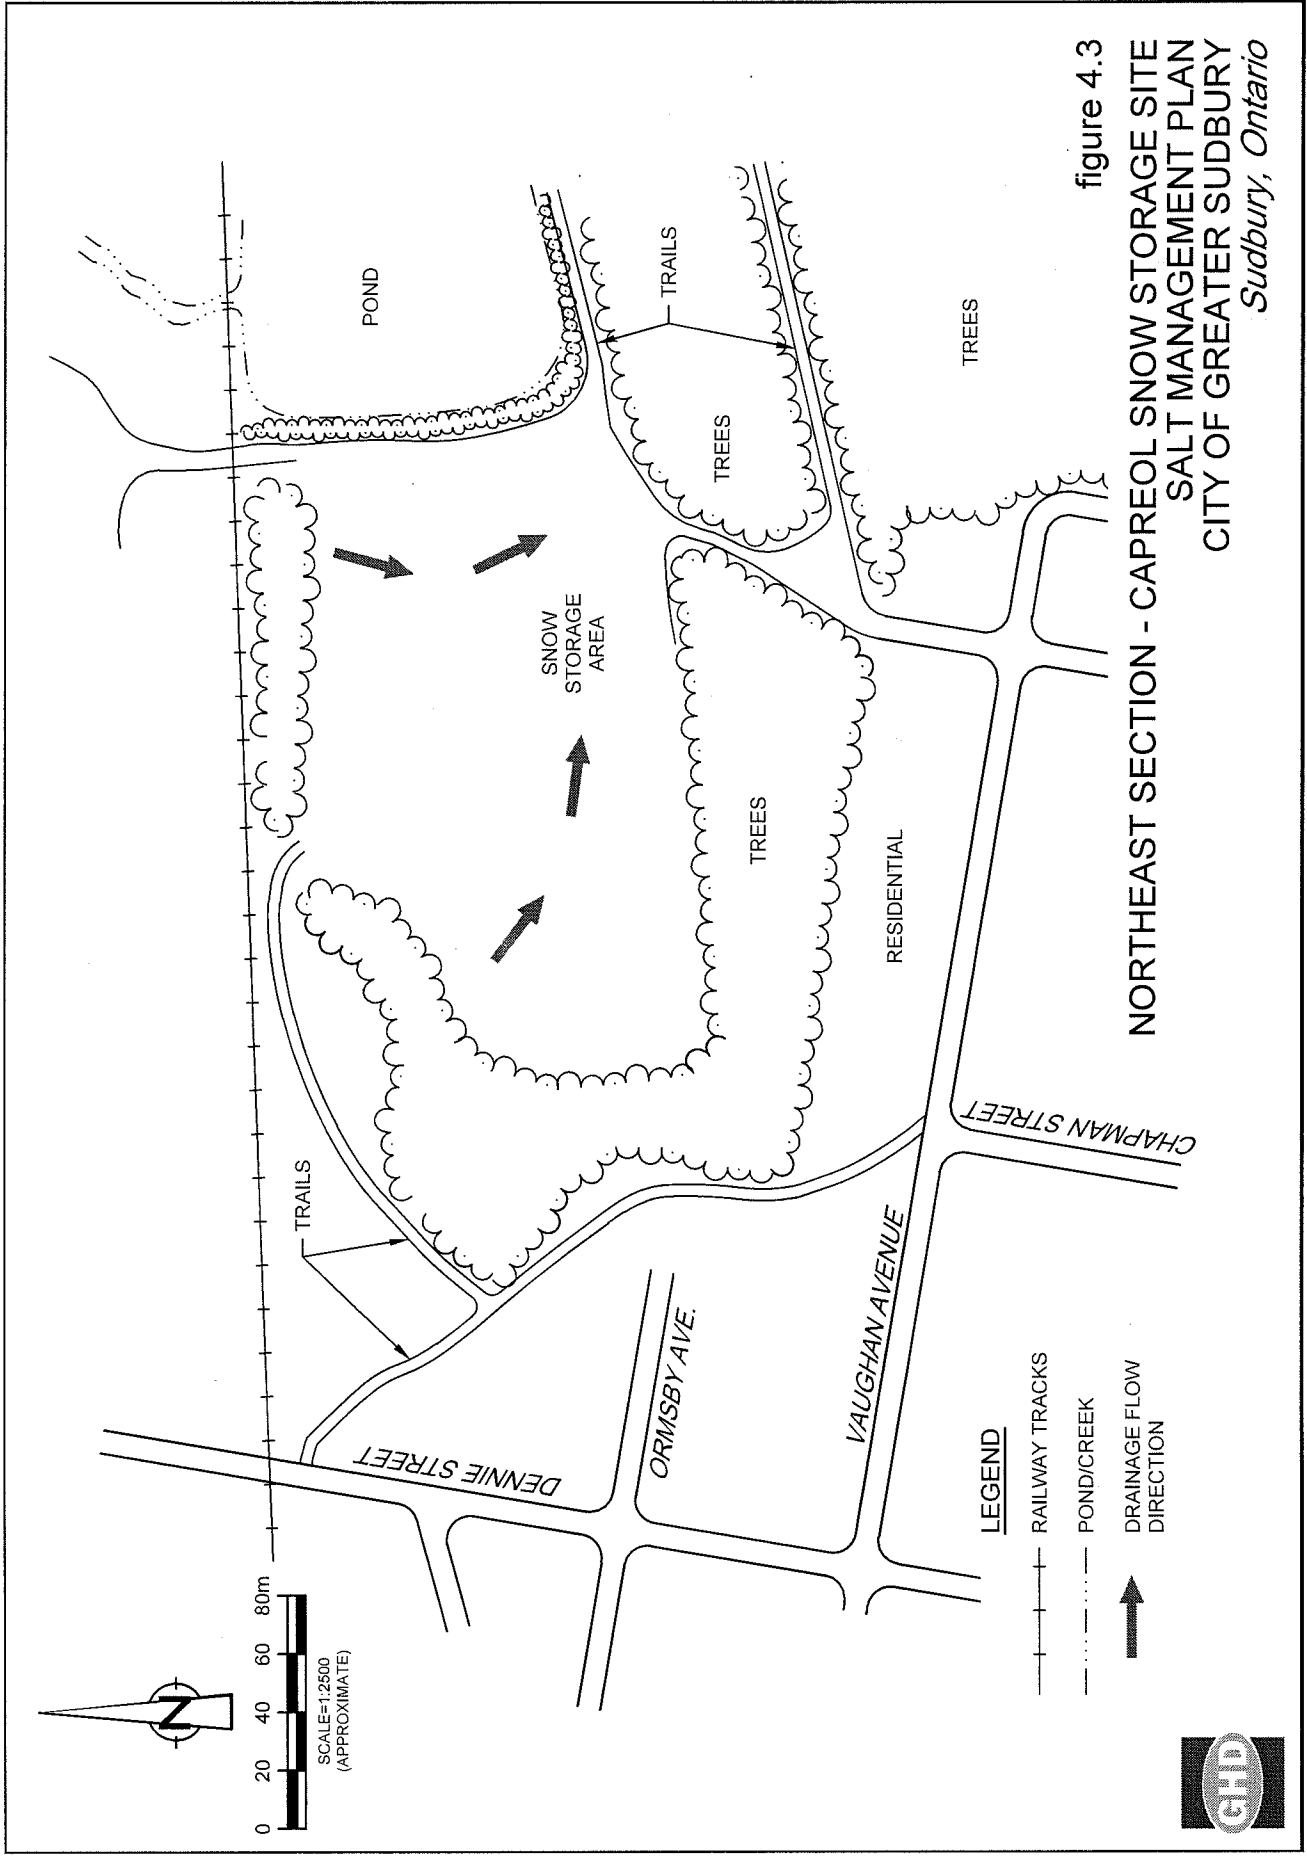 N
0 20 40 60 80m
SCALE=1:2500
(APPROXIMATE)
TRAILS
POND
DENNIE STREET
SNOW
STORAGE
AREA
ORMSBY AVE.
TRAILS
TREES
TREES
VAUGHAN AVENUE
RESIDENTIAL
TREES
CHAPMAN STREET
LEGEND
RAILWAY TRACKS
POND/CREEK
DRAINAGE FLOW
DIRECTION
figure 4.3
NORTHEAST SECTION - CAPREOL SNOW STORAGE SITE
SALT MANAGEMENT PLAN
CITY OF GREATER SUDBURY
Sudbury, Ontario
GHD